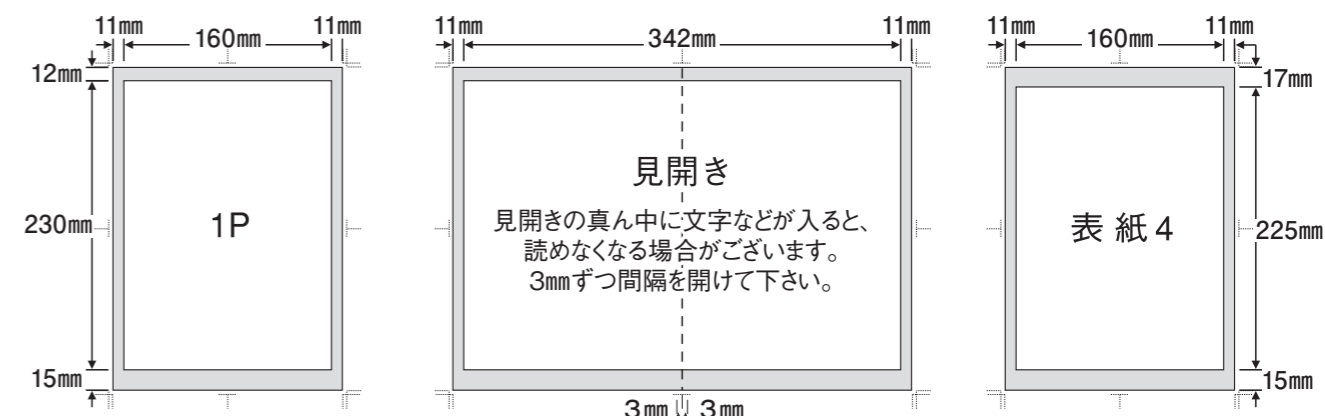 11㎜ 160㎜ 11㎜
12㎜
230㎜
1P
15㎜
11㎜ 342㎜ 11㎜
見開き
見開きの真ん中に文字などが入ると、
読めなくなる場合がございます。
3㎜ずつ間隔を開けて下さい。
3㎜ 3㎜
11㎜ 160㎜ 11㎜
17㎜
表紙4
225㎜
15㎜